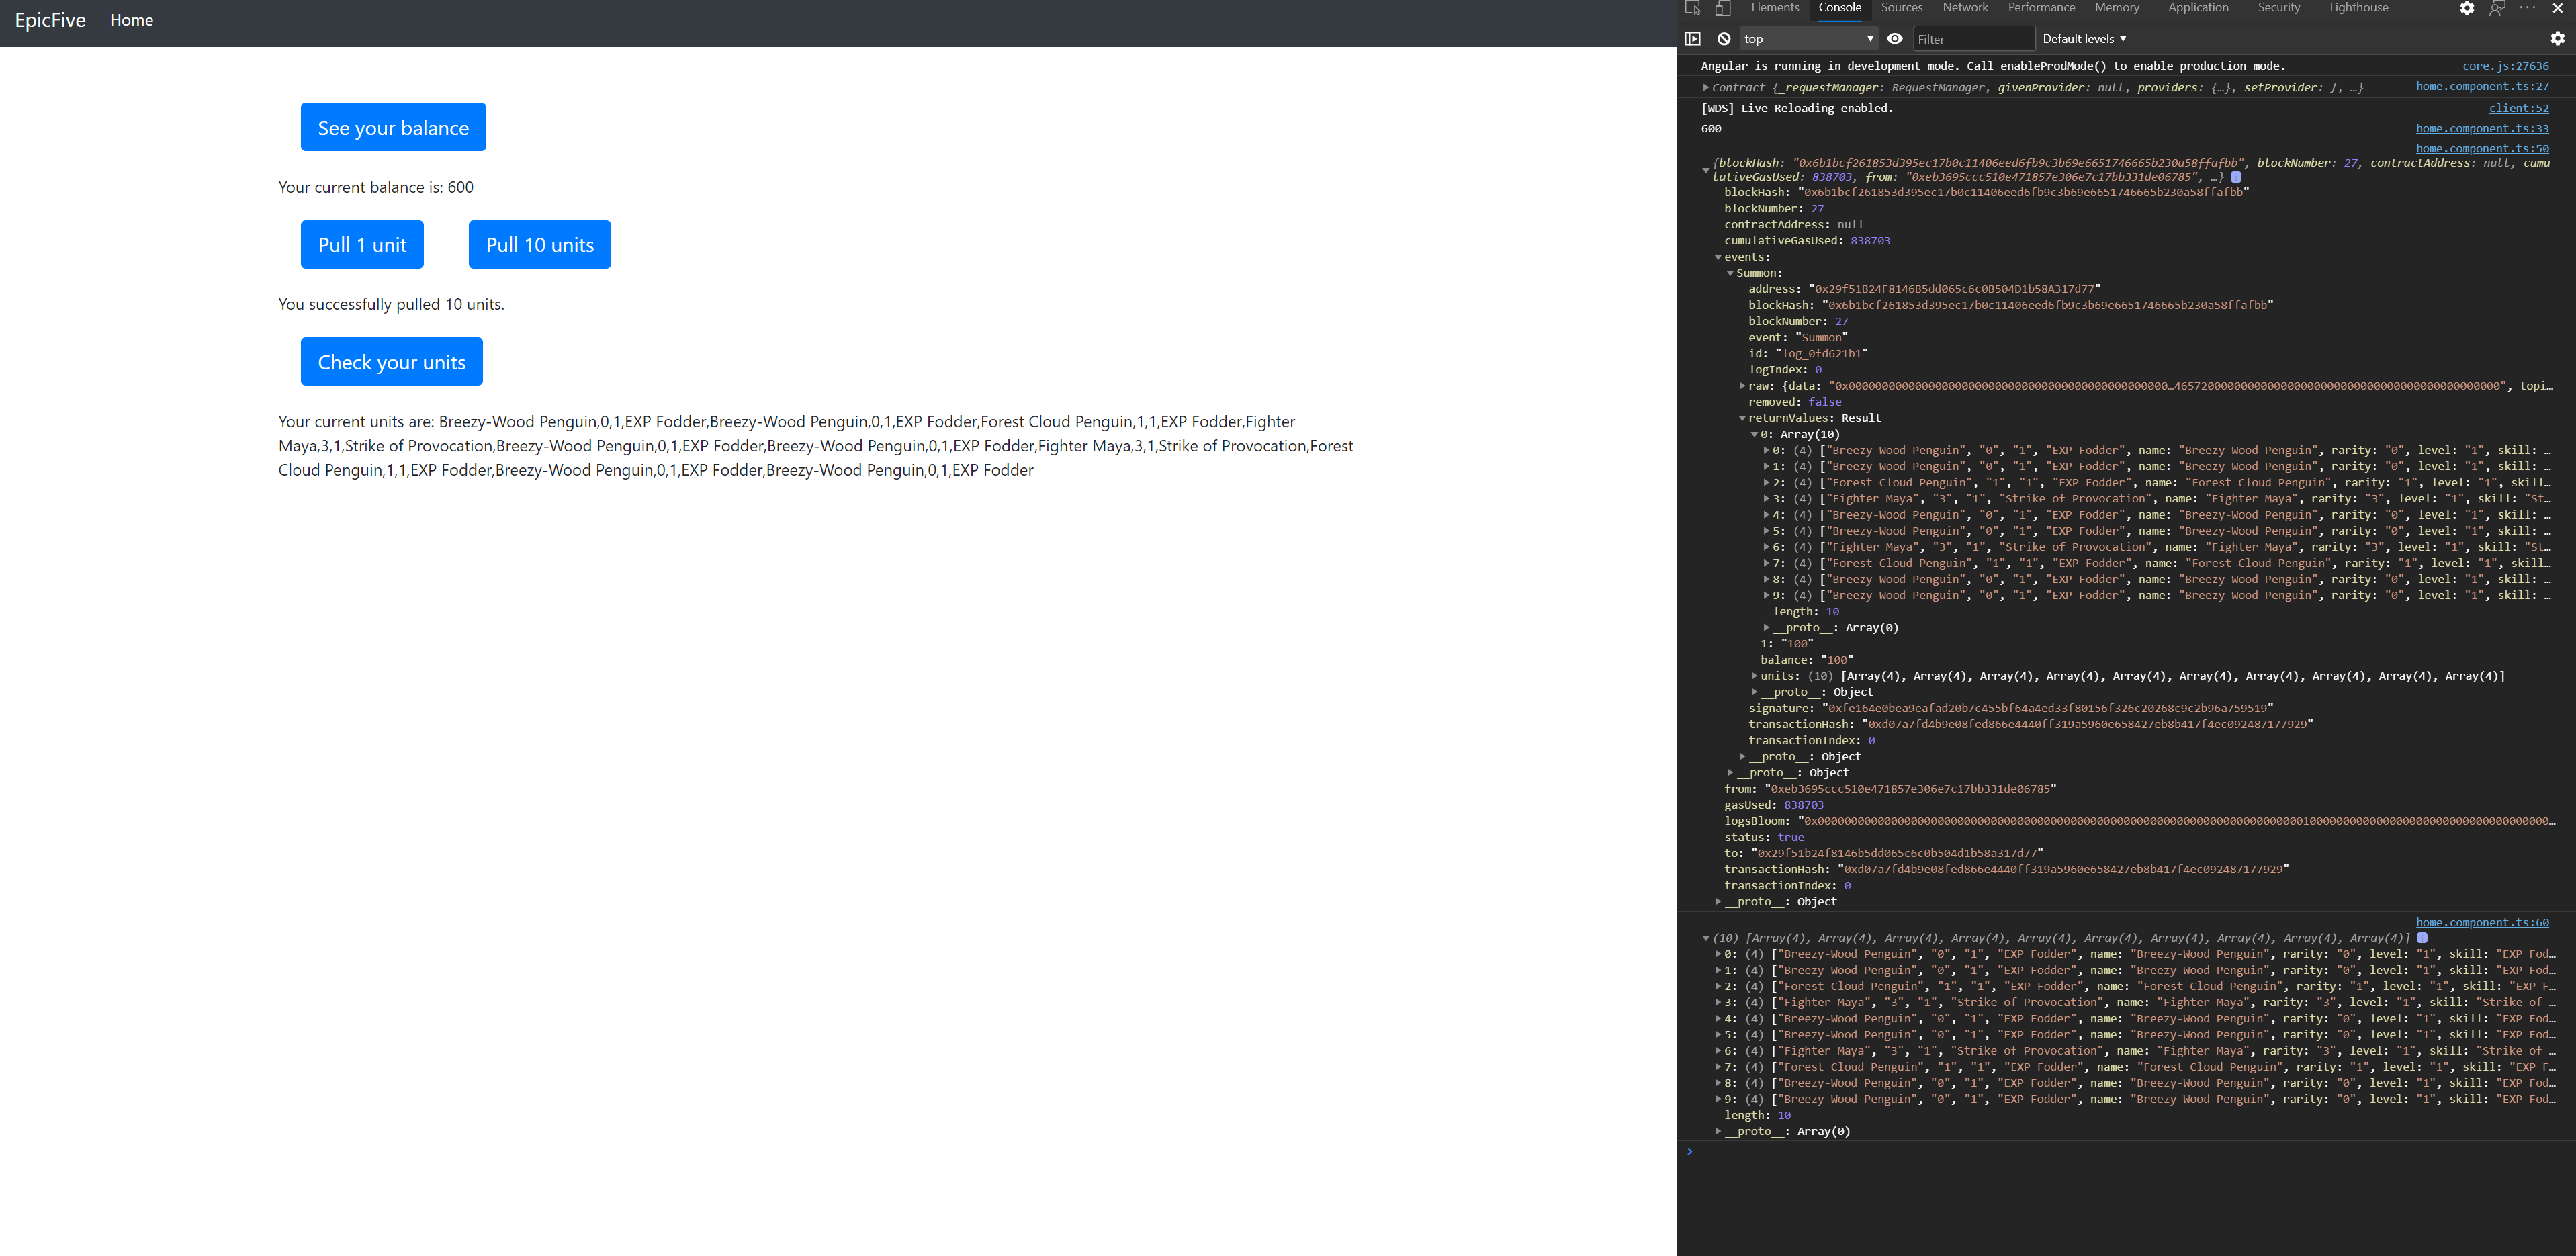 EpicFive Home
See your balance
Your current balance is: 600
Pull 1 unit Pull 10 units
You successfully pulled 10 units.
Check your units
Your current units are: Breezy-Wood Penguin,0,1,EXP Fodder,Breezy-Wood Penguin,0,1,EXP Fodder,Forest Cloud Penguin,1,1,EXP Fodder,Fighter
Maya,3,1,Strike of Provocation,Breezy-Wood Penguin,0,1,EXP Fodder,Breezy-Wood Penguin,0,1,EXP Fodder,Fighter Maya,3,1,Strike of Provocation,Forest
Cloud Penguin,1,1,EXP Fodder,Breezy-Wood Penguin,0,1,EXP Fodder,Breezy-Wood Penguin,0,1,EXP Fodder
Elements Console Sources Network Performance Memory Application Security Lighthouse
top Filter Default levels
Angular is running in development mode. Call enableProdMode() to enable production mode. core.js:27636
Contract {_requestManager: RequestManager, givenProvider: null, providers: {…}, setProvider: ƒ, …} home.component.ts:27
[WDS] Live Reloading enabled. client:52
600 home.component.ts:33
home.component.ts:50
{blockHash: "0x6b1bcf261853d395ec17b0c11406eed6fb9c3b69e6651746665b230a58ffafbb", blockNumber: 27, contractAddress: null, cumu
lativeGasUsed: 838703, from: "0xeb3695ccc510e471857e306e7c17bb331de06785", …}
blockHash: "0x6b1bcf261853d395ec17b0c11406eed6fb9c3b69e6651746665b230a58ffafbb"
blockNumber: 27
contractAddress: null
cumulativeGasUsed: 838703
events:
Summon:
address: "0x29f51B24F8146B5dd065c6c0B504D1b58A317d77"
blockHash: "0x6b1bcf261853d395ec17b0c11406eed6fb9c3b69e6651746665b230a58ffafbb"
blockNumber: 27
event: "Summon"
id: "log_0fd621b1"
logIndex: 0
raw: {data: topi…
removed: false
returnValues: Result
0: Array(10)
0: (4) ["Breezy-Wood Penguin", "0", "1", "EXP Fodder", name: "Breezy-Wood Penguin", rarity: "0", level: "1", skill: …
1: (4) ["Breezy-Wood Penguin", "0", "1", "EXP Fodder", name: "Breezy-Wood Penguin", rarity: "0", level: "1", skill: …
2: (4) ["Forest Cloud Penguin", "1", "1", "EXP Fodder", name: "Forest Cloud Penguin", rarity: "1", level: "1", skill…
3: (4) ["Fighter Maya", "3", "1", "Strike of Provocation", name: "Fighter Maya", rarity: "3", level: "1", skill: "St…
4: (4) ["Breezy-Wood Penguin", "0", "1", "EXP Fodder", name: "Breezy-Wood Penguin", rarity: "0", level: "1", skill: …
5: (4) ["Breezy-Wood Penguin", "0", "1", "EXP Fodder", name: "Breezy-Wood Penguin", rarity: "0", level: "1", skill: …
6: (4) ["Fighter Maya", "3", "1", "Strike of Provocation", name: "Fighter Maya", rarity: "3", level: "1", skill: "St…
7: (4) ["Forest Cloud Penguin", "1", "1", "EXP Fodder", name: "Forest Cloud Penguin", rarity: "1", level: "1", skill…
8: (4) ["Breezy-Wood Penguin", "0", "1", "EXP Fodder", name: "Breezy-Wood Penguin", rarity: "0", level: "1", skill: …
9: (4) ["Breezy-Wood Penguin", "0", "1", "EXP Fodder", name: "Breezy-Wood Penguin", rarity: "0", level: "1", skill: …
length: 10
__proto__: Array(0)
1: "100"
balance: "100"
units: (10) [Array(4), Array(4), Array(4), Array(4), Array(4), Array(4), Array(4), Array(4), Array(4), Array(4)]
__proto__: Object
signature: "0xfe164e0bea9eafad20b7c455bf64a4ed33f80156f326c20268c9c2b96a759519"
transactionHash: "0xd07a7fd4b9e08fed866e4440ff319a5960e658427eb8b417f4ec092487177929"
transactionIndex: 0
__proto__: Object
__proto__: Object
from: "0xeb3695ccc510e471857e306e7c17bb331de06785"
gasUsed: 838703
logsBloom:
status: true
to: "0x29f51b24f8146b5dd065c6c0b504d1b58a317d77"
transactionHash: "0xd07a7fd4b9e08fed866e4440ff319a5960e658427eb8b417f4ec092487177929"
transactionIndex: 0
__proto__: Object
home.component.ts:60
(10) [Array(4), Array(4), Array(4), Array(4), Array(4), Array(4), Array(4), Array(4), Array(4), Array(4)]
0: (4) ["Breezy-Wood Penguin", "0", "1", "EXP Fodder", name: "Breezy-Wood Penguin", rarity: "0", level: "1", skill: "EXP Fod…
1: (4) ["Breezy-Wood Penguin", "0", "1", "EXP Fodder", name: "Breezy-Wood Penguin", rarity: "0", level: "1", skill: "EXP Fod…
2: (4) ["Forest Cloud Penguin", "1", "1", "EXP Fodder", name: "Forest Cloud Penguin", rarity: "1", level: "1", skill: "EXP F…
3: (4) ["Fighter Maya", "3", "1", "Strike of Provocation", name: "Fighter Maya", rarity: "3", level: "1", skill: "Strike of …
4: (4) ["Breezy-Wood Penguin", "0", "1", "EXP Fodder", name: "Breezy-Wood Penguin", rarity: "0", level: "1", skill: "EXP Fod…
5: (4) ["Breezy-Wood Penguin", "0", "1", "EXP Fodder", name: "Breezy-Wood Penguin", rarity: "0", level: "1", skill: "EXP Fod…
6: (4) ["Fighter Maya", "3", "1", "Strike of Provocation", name: "Fighter Maya", rarity: "3", level: "1", skill: "Strike of …
7: (4) ["Forest Cloud Penguin", "1", "1", "EXP Fodder", name: "Forest Cloud Penguin", rarity: "1", level: "1", skill: "EXP F…
8: (4) ["Breezy-Wood Penguin", "0", "1", "EXP Fodder", name: "Breezy-Wood Penguin", rarity: "0", level: "1", skill: "EXP Fod…
9: (4) ["Breezy-Wood Penguin", "0", "1", "EXP Fodder", name: "Breezy-Wood Penguin", rarity: "0", level: "1", skill: "EXP Fod…
length: 10
__proto__: Array(0)